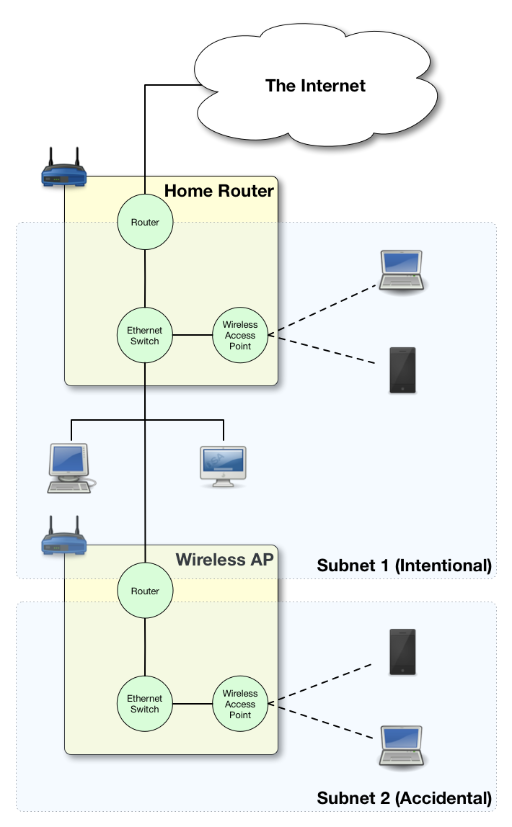 The Internet
Home Router
Router
Ethernet
Switch
Wireless
Access
Point
Subnet 1 (Intentional)
Wireless AP
Router
Ethernet
Switch
Wireless
Access
Point
Subnet 2 (Accidental)